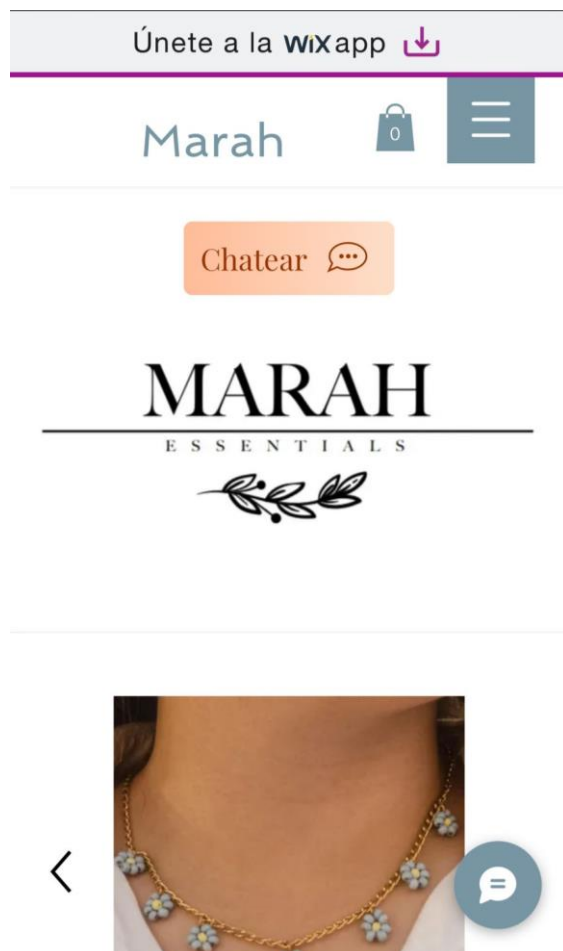 Únete a la wix app
Marah
0
Chatear
MARAH
ESSENTIALS